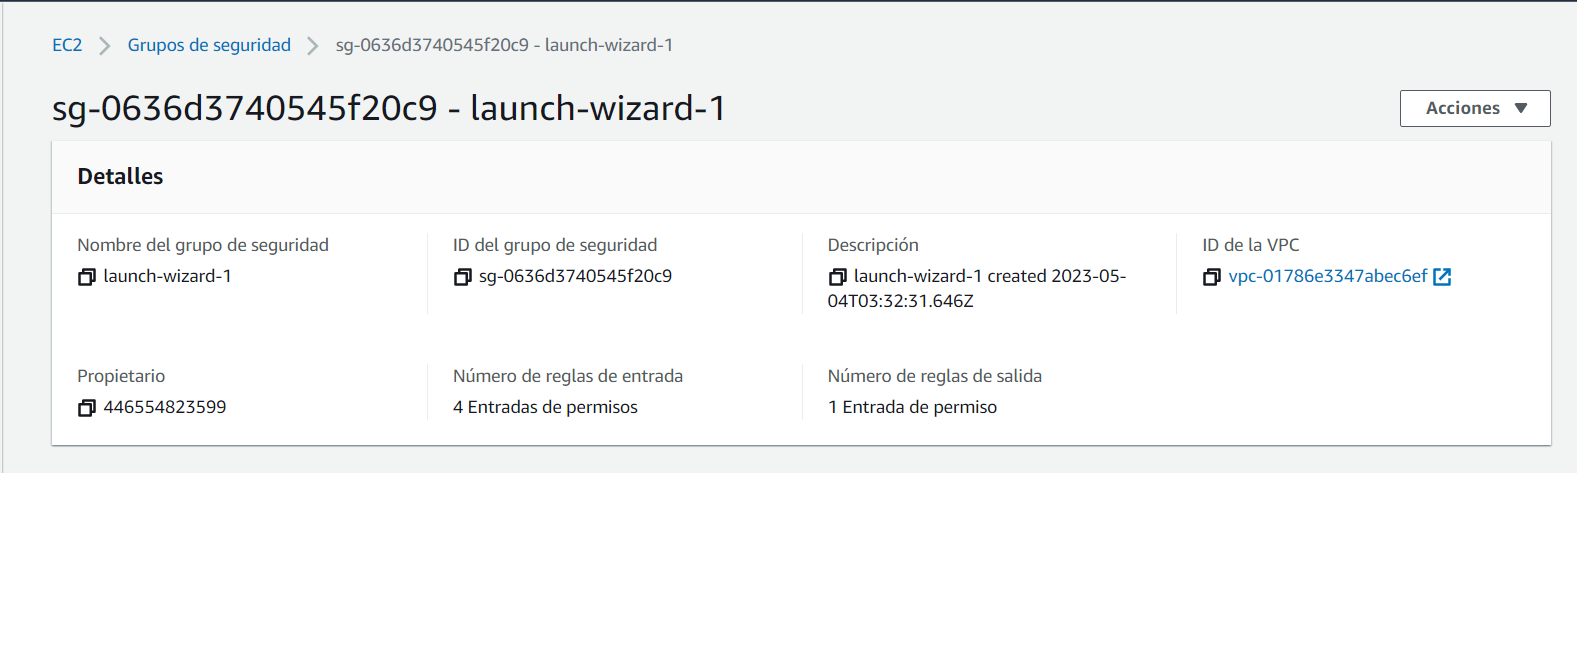 EC2 Grupos de seguridad sg-0636d3740545f20c9 - launch-wizard-1
sg-0636d3740545f20c9 - launch-wizard-1
Acciones
Detalles
Nombre del grupo de seguridad
launch-wizard-1
ID del grupo de seguridad
sg-0636d3740545f20c9
Descripción
launch-wizard-1 created 2023-05-
04T03:32:31.646Z
ID de la VPC
vpc-01786e3347abec6ef
Propietario
446554823599
Número de reglas de entrada
4 Entradas de permisos
Número de reglas de salida
1 Entrada de permiso